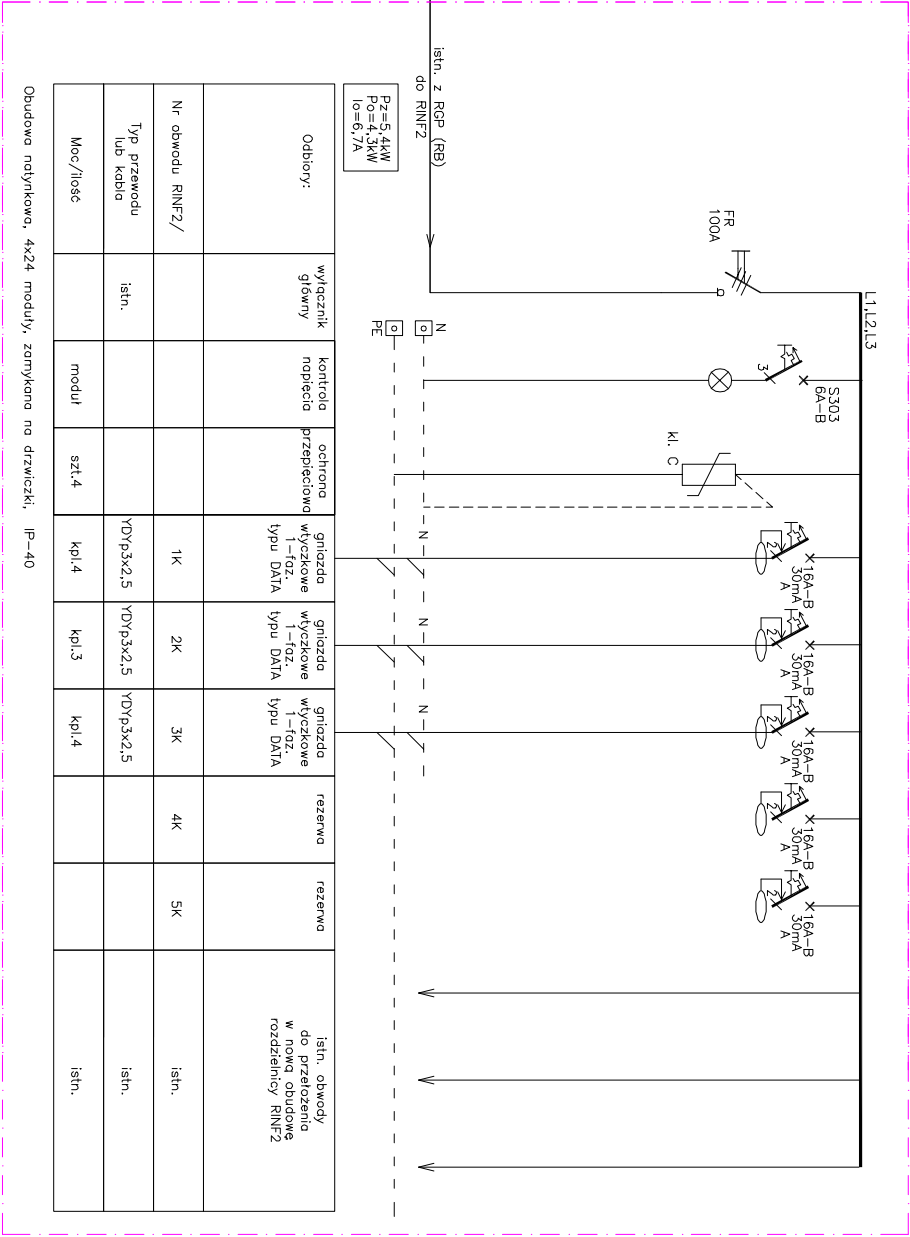 L1,L2,L3
FR
100A
S303
6A-B
3
kl. C
16A-B
30mA
A
2
16A-B
30mA
A
2
16A-B
30mA
A
2
16A-B
30mA
A
2
16A-B
30mA
A
2
istn. z RGP (RB)
do RINF2
N
PE
N
N
N
Pz=5,4kW
Po=4,3kW
Io=6,7A
Odbiory:
wyłącznik
główny
kontrola
napięcia
ochrona
przepięciowa
gniazda
wtyczkowe
1-faz.
typu DATA
gniazda
wtyczkowe
1-faz.
typu DATA
gniazda
wtyczkowe
1-faz.
typu DATA
rezerwa
rezerwa
istn. obwody
do przełożenia
w nową obudowę
rozdzielnicy RINF2
Nr obwodu RINF2/
1K
2K
3K
4K
5K
istn.
Typ przewodu
lub kabla
istn.
YDYp3x2,5
YDYp3x2,5
YDYp3x2,5
istn.
Moc/ilość
moduł
szt.4
kpl.4
kpl.3
kpl.4
istn.
Obudowa natynkowa, 4x24 moduły, zamykana na drzwiczki, IP-40